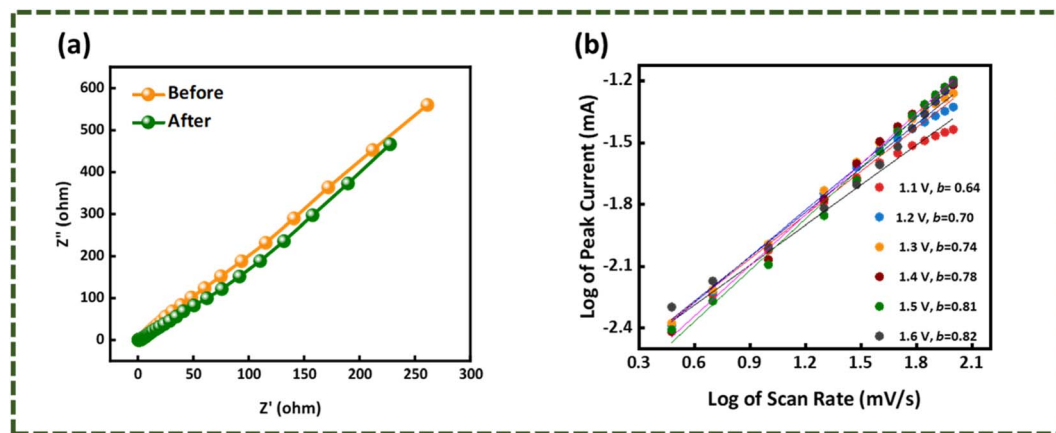 (a)
600
500
400
300
200
100
0
Z" (ohm)
Before
After
0 50 100 150 200 250 300
Z' (ohm)
(b)
-1.2
-1.5
-1.8
-2.1
-2.4
Log of Peak Current (mA)
1.1 V, b= 0.64
1.2 V, b=0.70
1.3 V, b=0.74
1.4 V, b=0.78
1.5 V, b=0.81
1.6 V, b=0.82
0.3 0.6 0.9 1.2 1.5 1.8 2.1
Log of Scan Rate (mV/s)